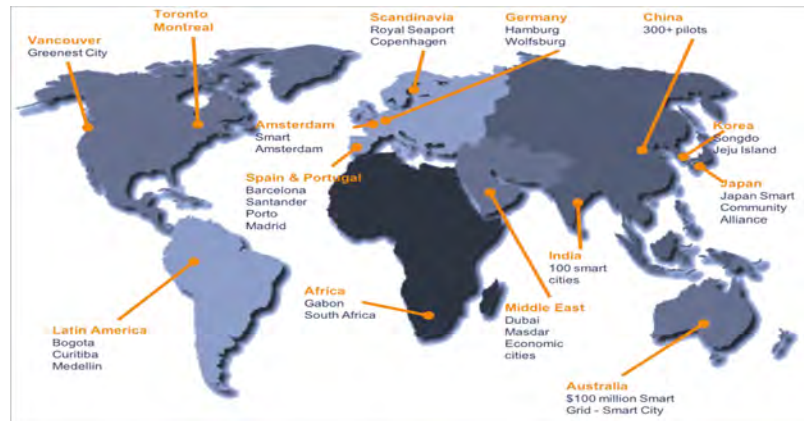 Toronto
Montreal
Vancouver
Greenest City
Scandinavia
Royal Seaport
Copenhagen
Germany
Hamburg
Wolfsburg
China
300+ pilots
Amsterdam
Smart
Amsterdam
Korea
Songdo
Jeju Island
Spain & Portugal
Barcelona
Santander
Porto
Madrid
Japan
Japan Smart
Community
Alliance
India
100 smart
cities
Africa
Gabon
South Africa
Middle East
Dubai
Masdar
Economic
cities
Latin America
Bogota
Curitiba
Medellin
Australia
$100 million Smart
Grid - Smart City